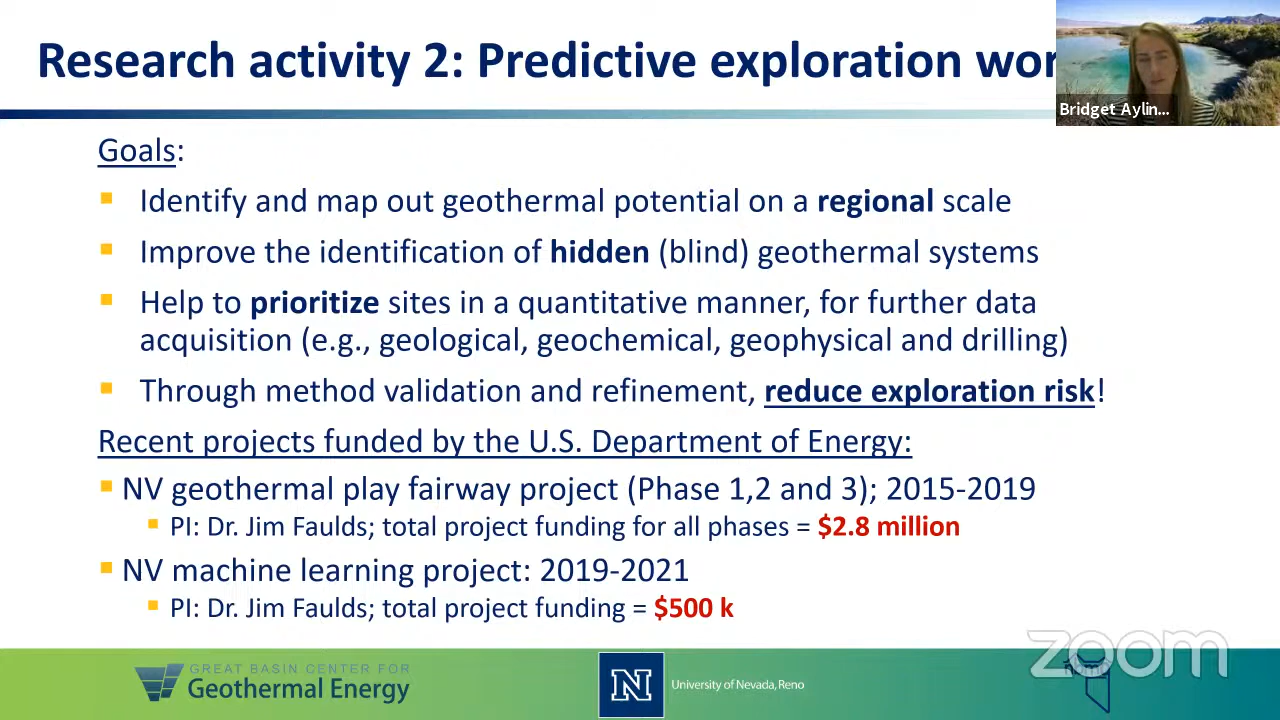 Research activity 2: Predictive exploration wor
Bridget Aylin...
Goals:
Identify and map out geothermal potential on a regional scale
Improve the identification of hidden (blind) geothermal systems
Help to prioritize sites in a quantitative manner, for further data
acquisition (e.g., geological, geochemical, geophysical and drilling)
Through method validation and refinement, reduce exploration risk!
Recent projects funded by the U.S. Department of Energy:
NV geothermal play fairway project (Phase 1,2 and 3); 2015-2019
PI: Dr. Jim Faulds; total project funding for all phases = $2.8 million
NV machine learning project: 2019-2021
PI: Dr. Jim Faulds; total project funding = $500 k
GREAT BASIN CENTER FOR
Geothermal Energy
N
University of Nevada, Reno
zoom